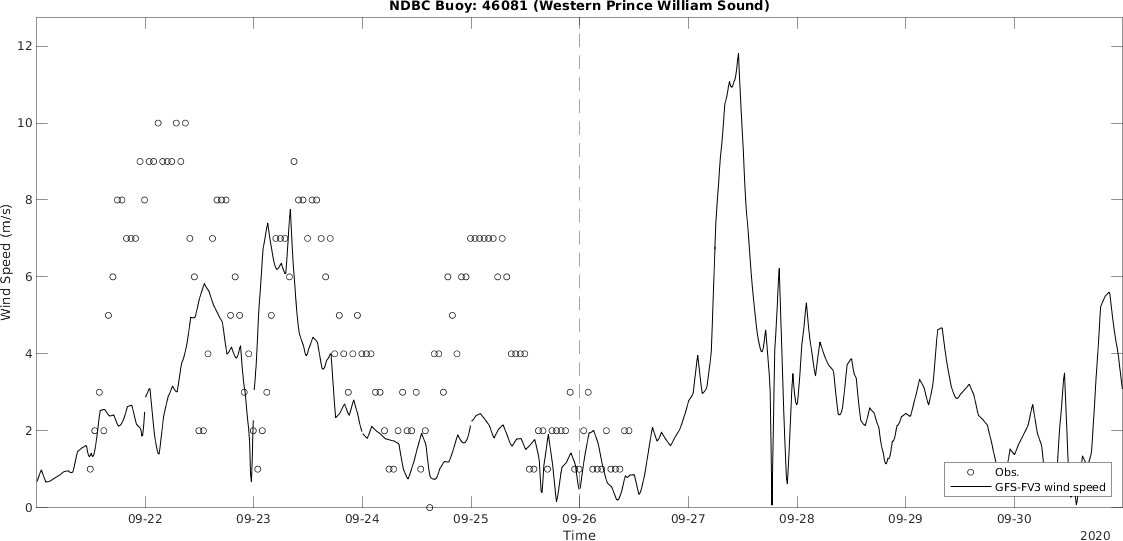 NDBC Buoy: 46081 (Western Prince William Sound)
Wind Speed (m/s)
12
10
8
6
4
2
0
Obs.
GFS-FV3 wind speed
09-22 09-23 09-24 09-25 09-26 09-27 09-28 09-29 09-30
Time
2020